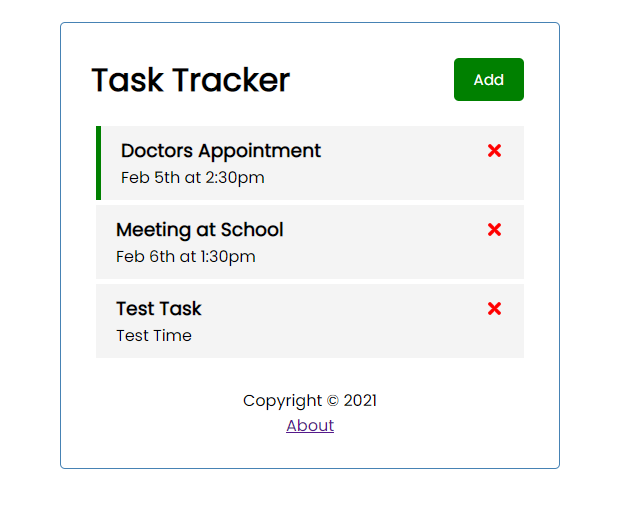 Task Tracker
Add
Doctors Appointment
Feb 5th at 2:30pm
Meeting at School
Feb 6th at 1:30pm
Test Task
Test Time
Copyright © 2021
About